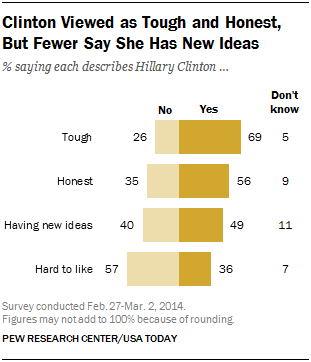 Clinton Viewed as Tough and Honest,
But Fewer Say She Has New Ideas
% saying each describes Hillary Clinton ...
No Yes Don't know
Tough 26 69 5
Honest 35 56 9
Having new ideas 40 49 11
Hard to like 57 36 7
Survey conducted Feb. 27-Mar. 2, 2014.
Figures may not add to 100% because of rounding.
PEW RESEARCH CENTER/USA TODAY